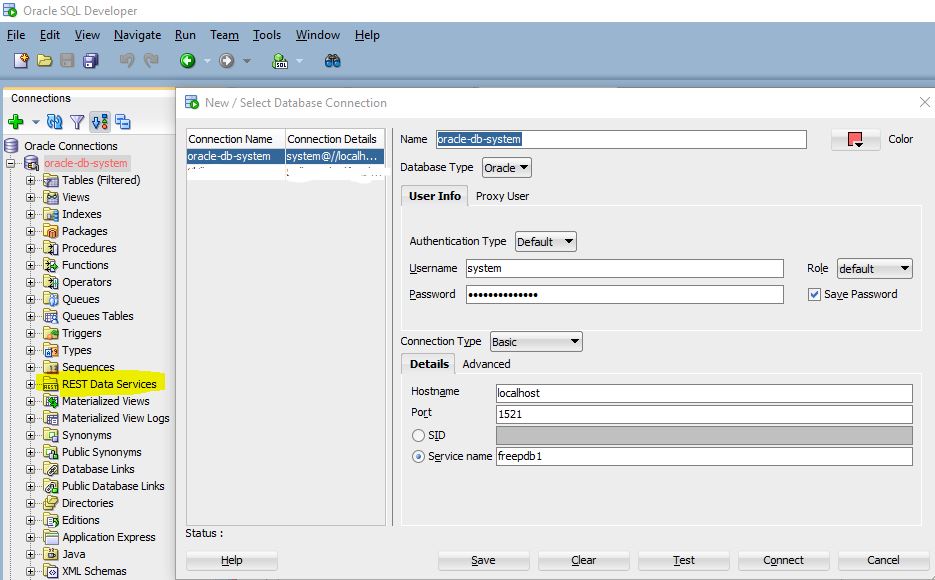 Oracle SQL Developer
File Edit View Navigate Run Team Tools Window Help
SQL
Connections
Oracle Connections
oracle-db-system
Tables (Filtered)
Views
Indexes
Packages
Procedures
Functions
Operators
Queues
Queues Tables
Triggers
Types
Sequences
REST Data Services
Materialized Views
Materialized View Logs
Synonyms
Public Synonyms
Database Links
Public Database Links
Directories
Editions
Application Express
Java
XML Schemas
New / Select Database Connection
Connection Name Connection Details
oracle-db-system system@//localh...
Name oracle-db-system Color
Database Type Oracle
User Info Proxy User
Authentication Type Default
Username system Role default
Password •••••••••••••• Save Password
Connection Type Basic
Details Advanced
Hostname localhost
Port 1521
SID
Service name freepdb1
Status :
Help Save Clear Test Connect Cancel